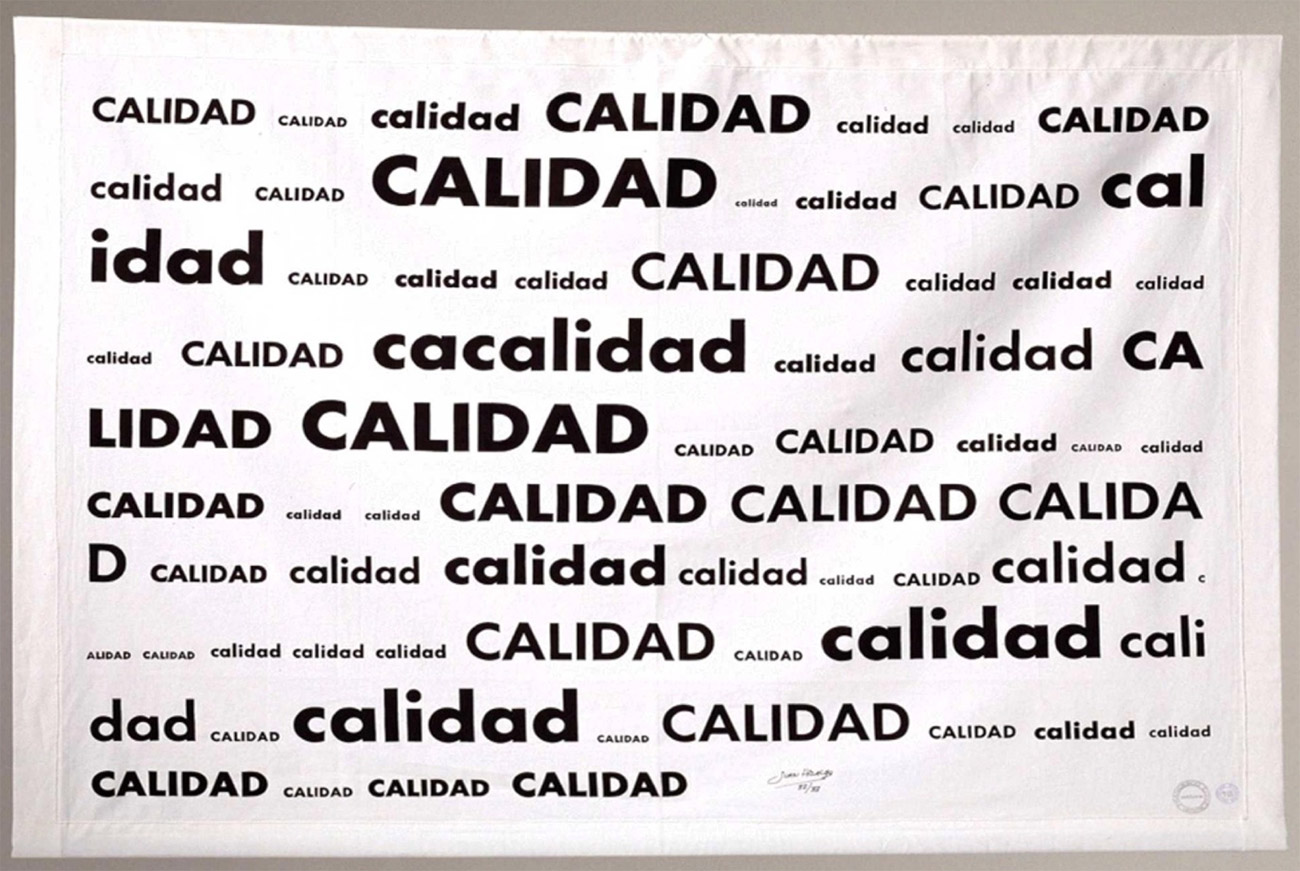 CALIDAD CALIDAD calidad CALIDAD calidad calidad CALIDAD
calidad CALIDAD CALIDAD calidad calidad CALIDAD cal
idad CALIDAD calidad calidad CALIDAD calidad calidad calidad
calidad CALIDAD cacalidad calidad calidad CA
LIDAD CALIDAD CALIDAD CALIDAD calidad CALIDAD calidad
CALIDAD calidad calidad CALIDAD CALIDAD CALIDA
D CALIDAD calidad calidad calidad calidad CALIDAD calidad c
ALIDAD CALIDAD calidad calidad calidad CALIDAD CALIDAD calidad cali
dad CALIDAD calidad CALIDAD CALIDAD CALIDAD calidad calidad
CALIDAD CALIDAD CALIDAD CALIDAD